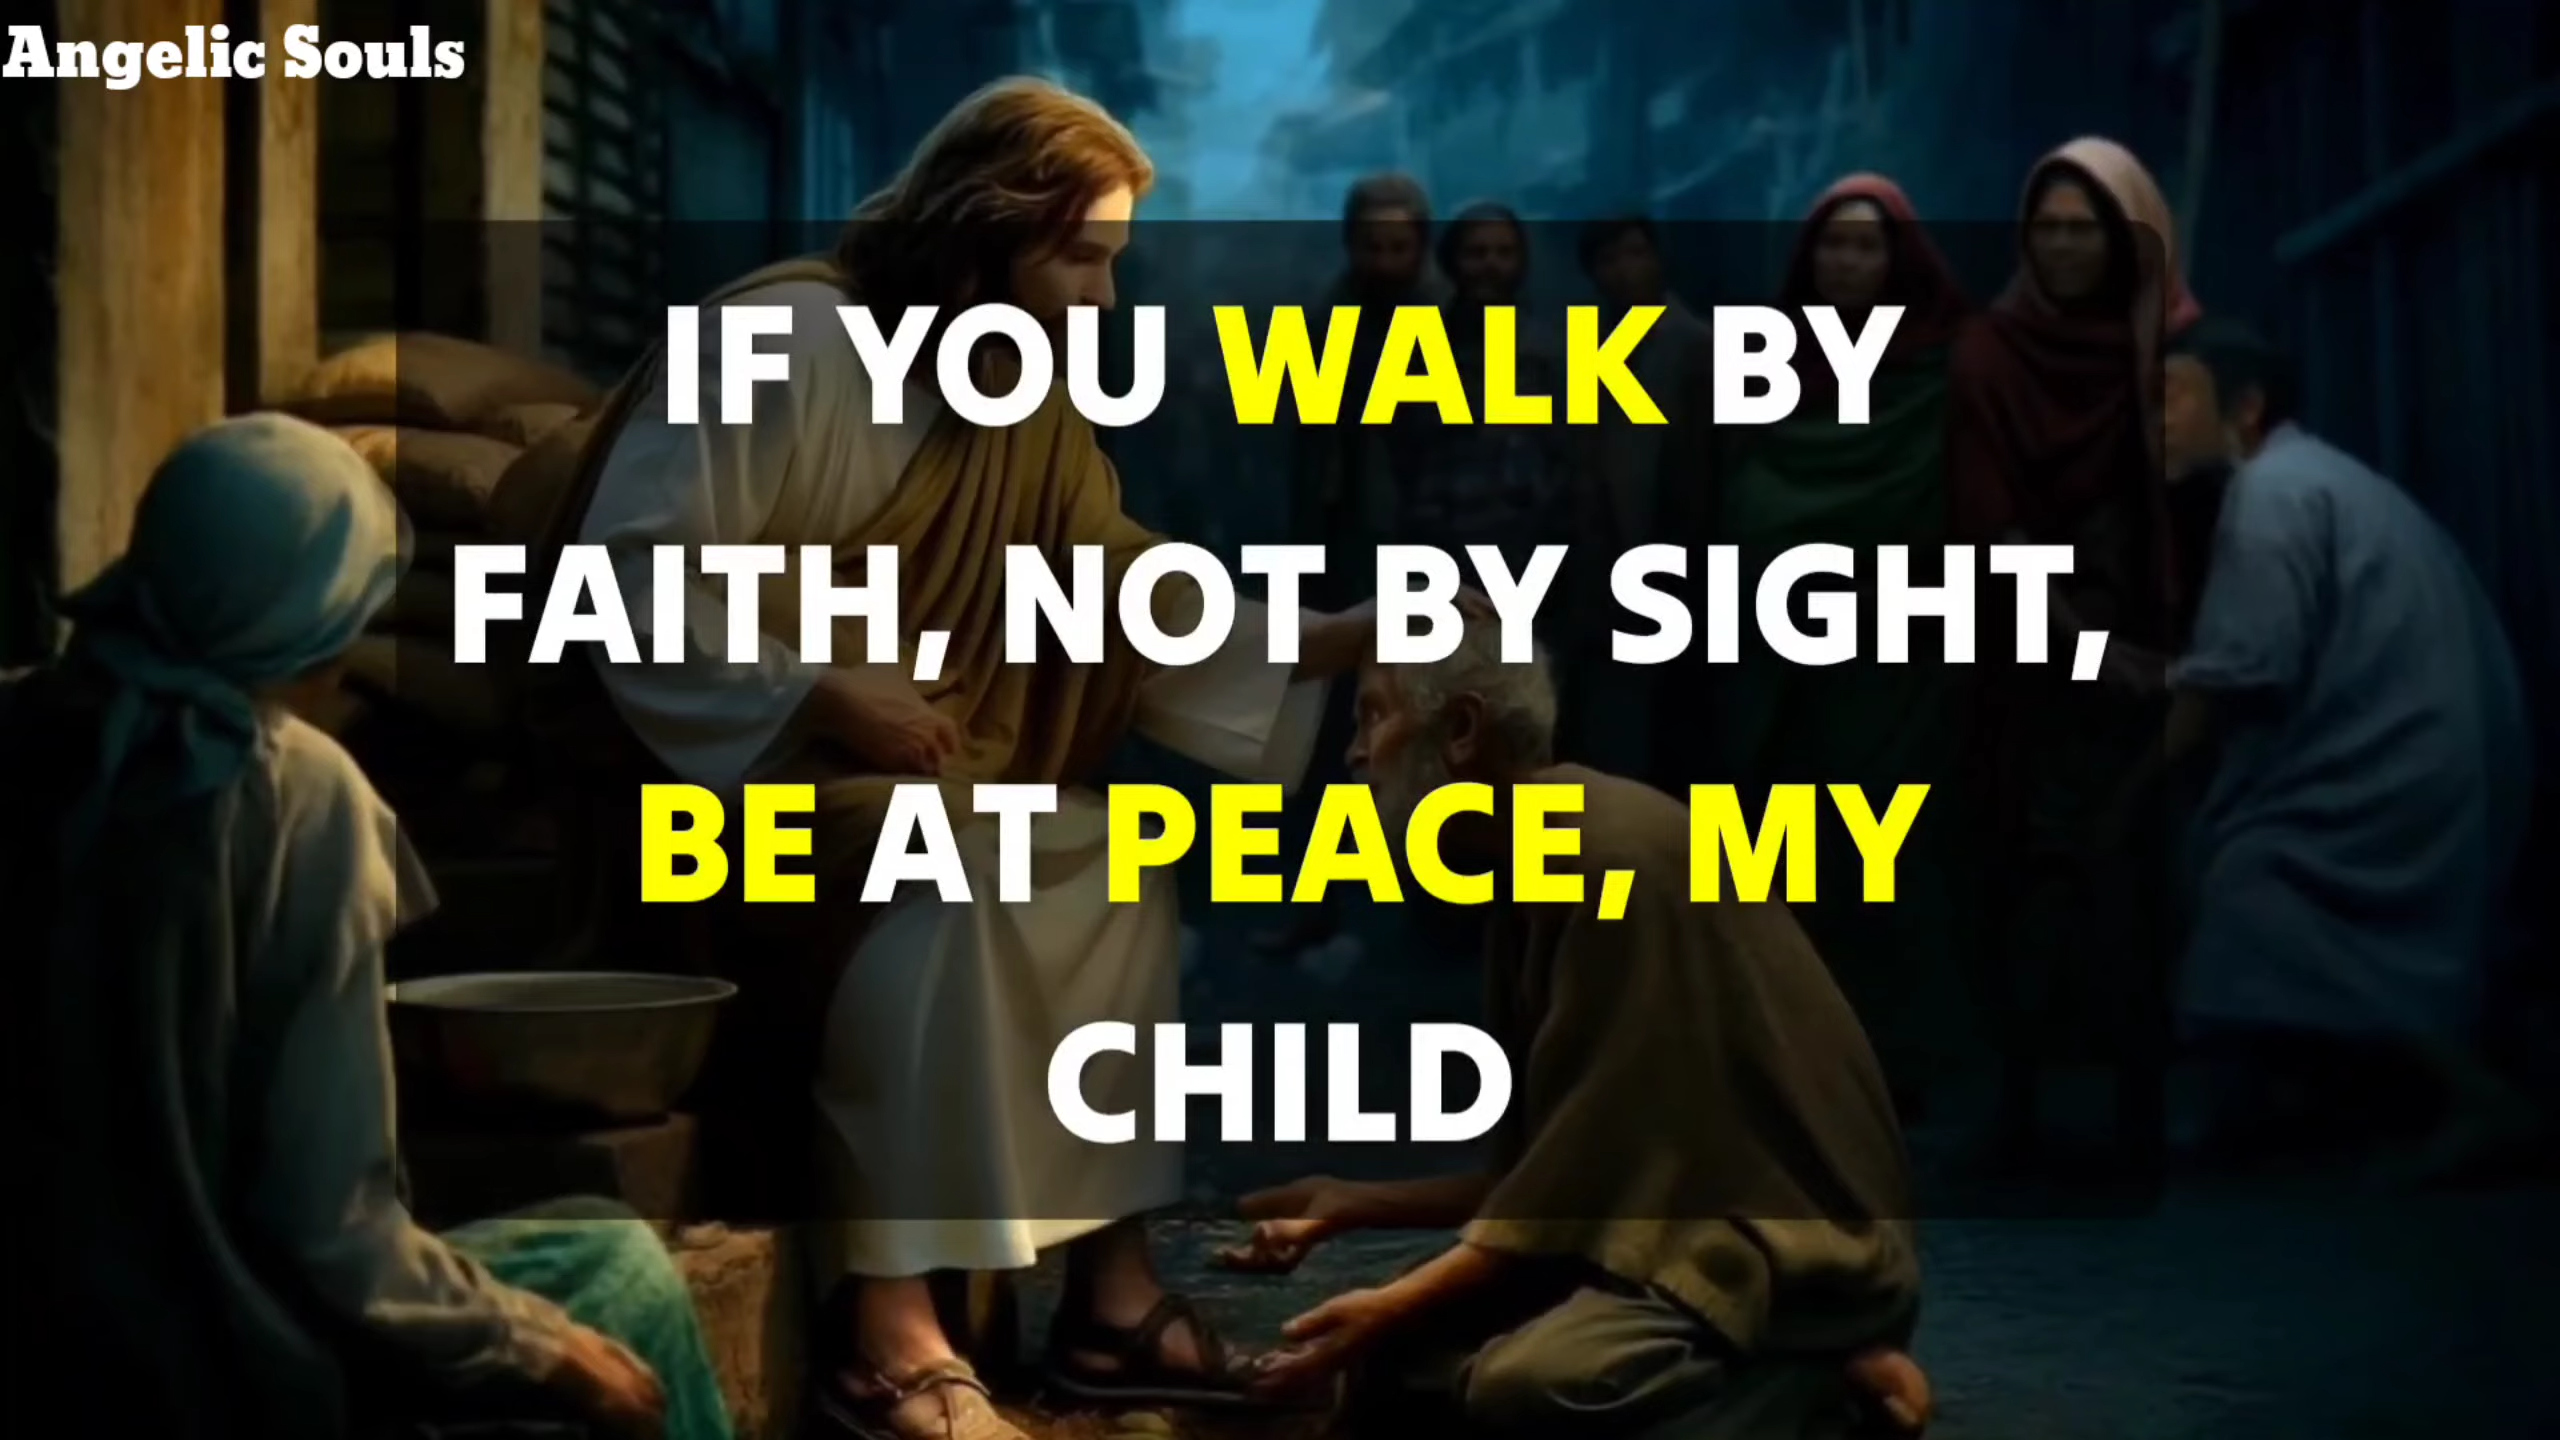 Angelic Souls
IF YOU WALK BY
FAITH, NOT BY SIGHT,
BE AT PEACE, MY
CHILD